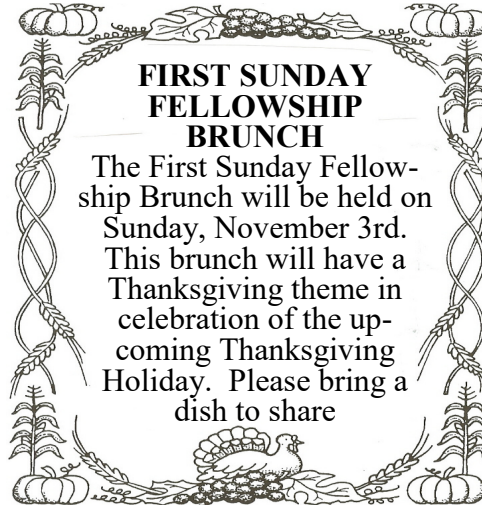 FIRST SUNDAY
FELLOWSHIP
BRUNCH
The First Sunday Fellow-
ship Brunch will be held on
Sunday, November 3rd.
This brunch will have a
Thanksgiving theme in
celebration of the up-
coming Thanksgiving
Holiday.  Please bring a
dish to share